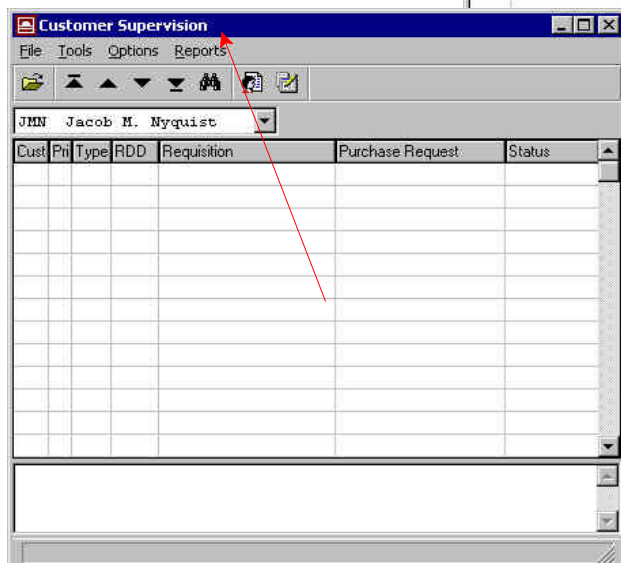 Customer Supervision
File Tools Options Reports
JMN Jacob M. Nyquist
Cust Pri Type RDD Requisition Purchase Request Status